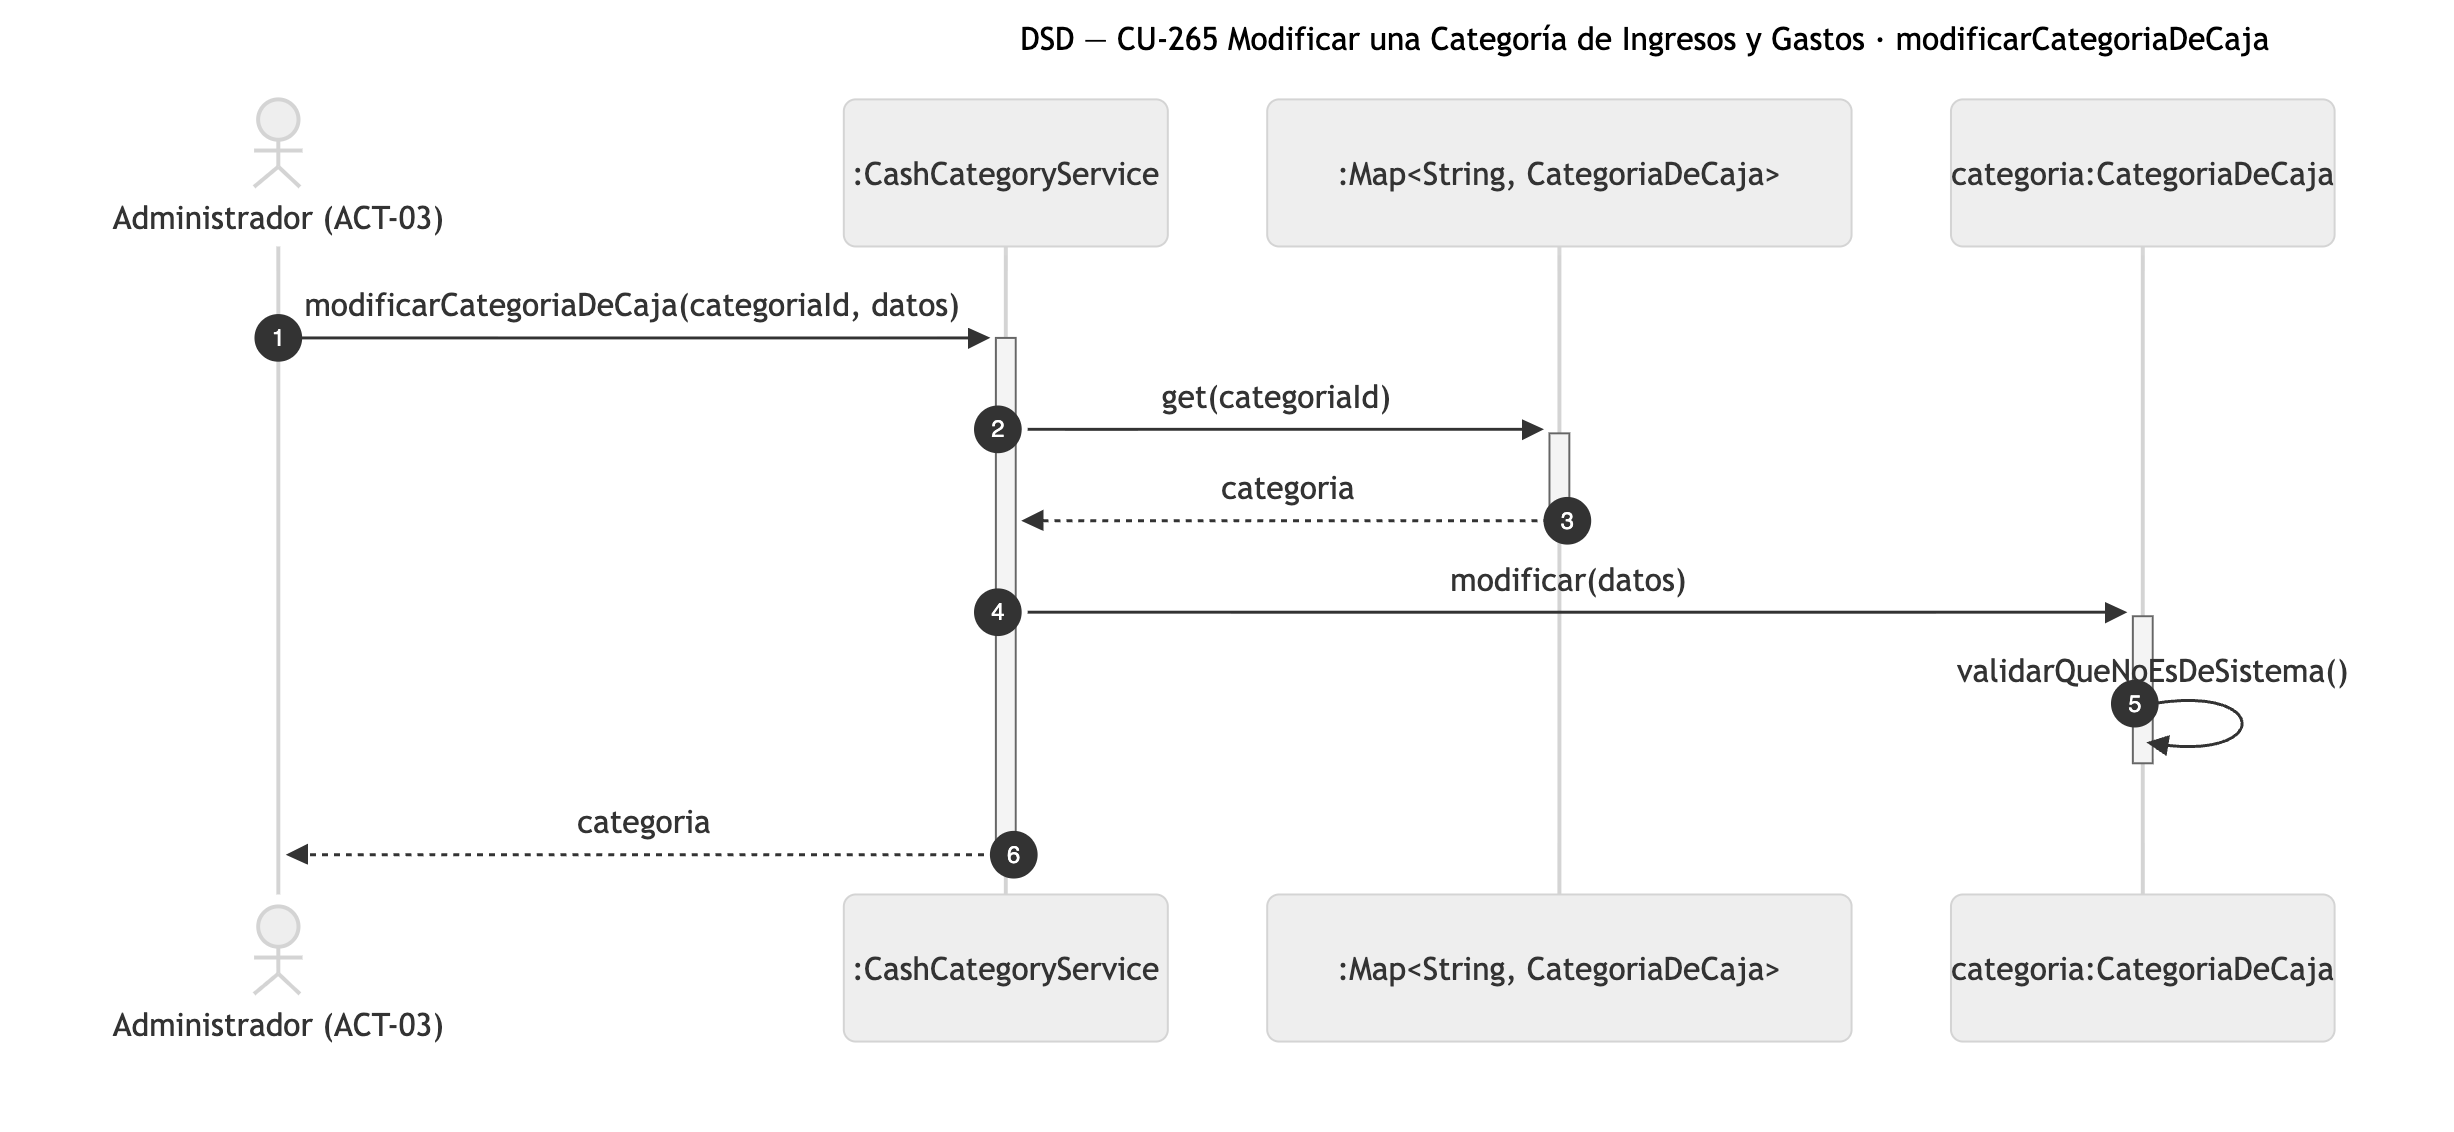 DSD — CU-265 Modificar una Categoría de Ingresos y Gastos · modificarCategoriaDeCaja
Administrador (ACT-03)
:CashCategoryService
:Map<String, CategoriaDeCaja>
categoria:CategoriaDeCaja
modificarCategoriaDeCaja(categoriaId, datos)
1
get(categoriaId)
2
categoria
3
modificar(datos)
4
validarQueNoEsDeSistema()
5
categoria
6
Administrador (ACT-03)
:CashCategoryService
:Map<String, CategoriaDeCaja>
categoria:CategoriaDeCaja